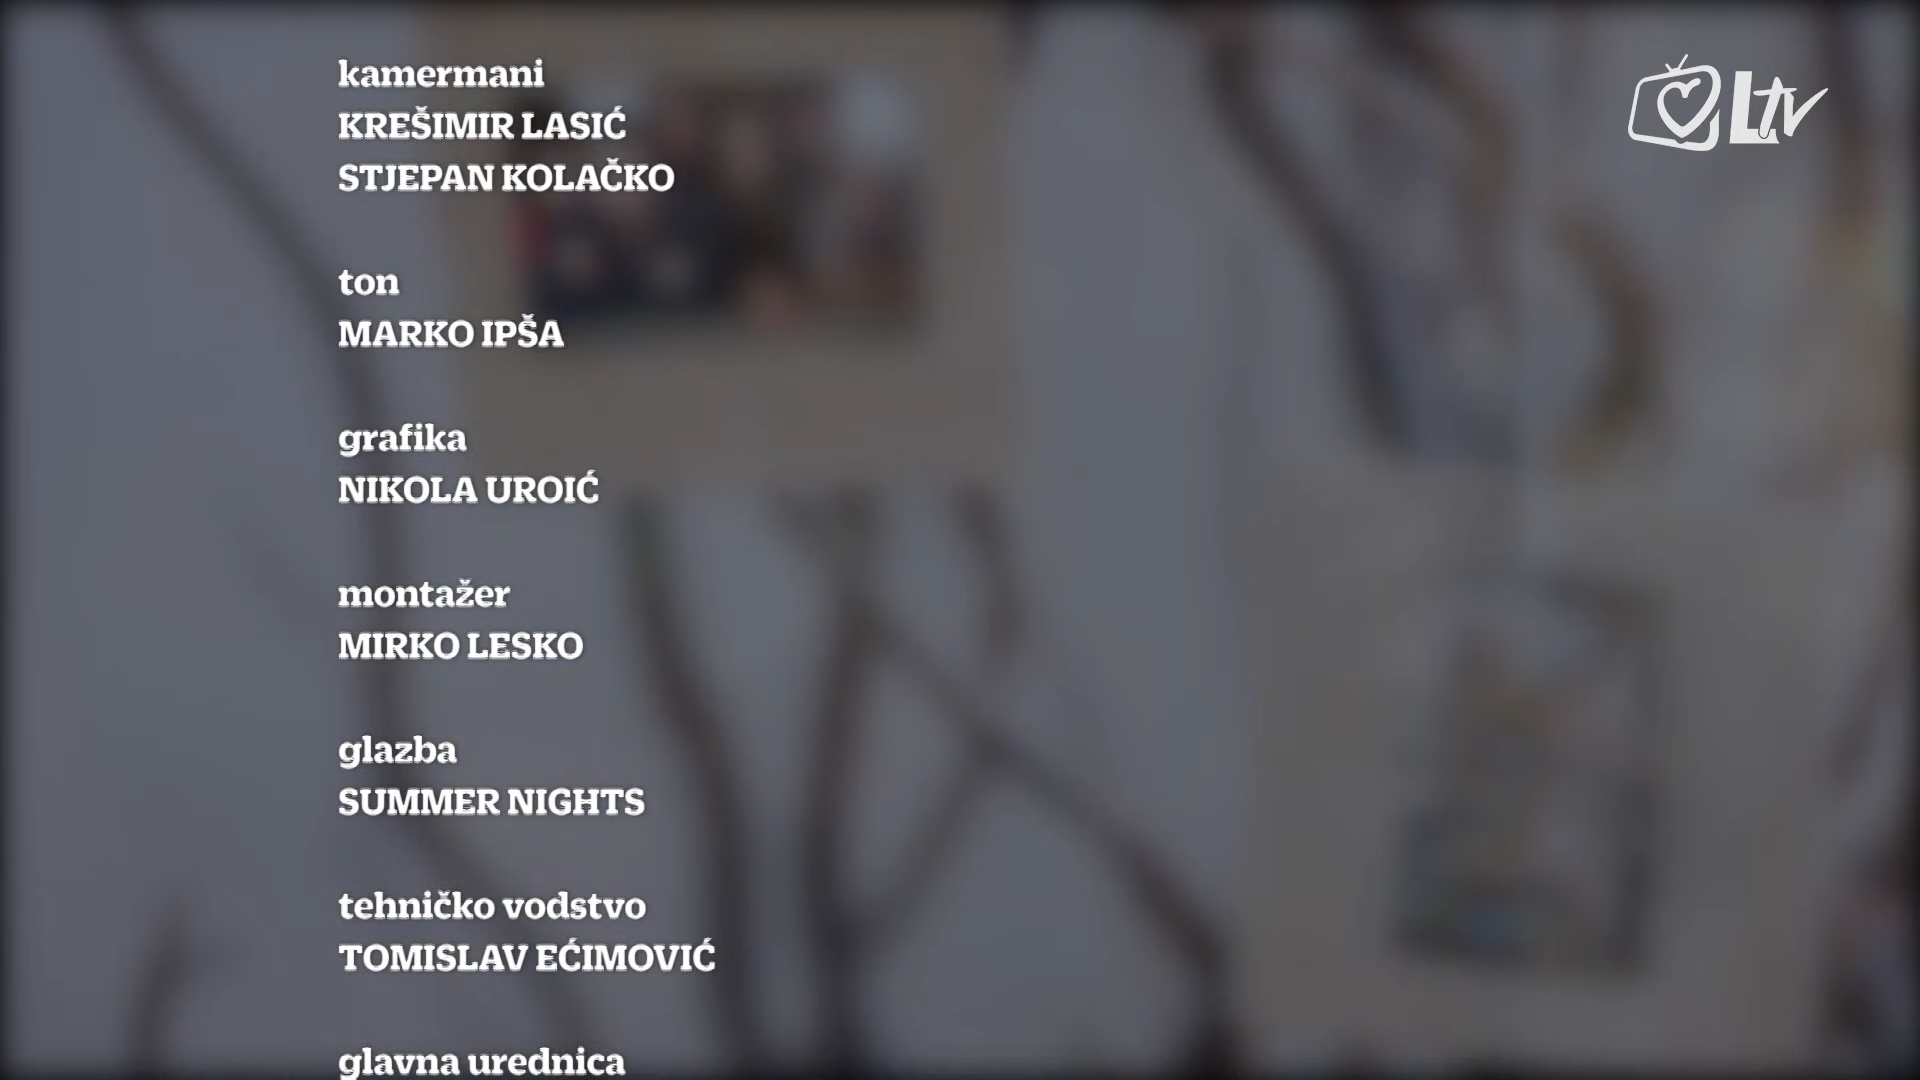 kamermani
KREŠIMIR LASIĆ
STJEPAN KOLAČKO
ton
MARKO IPŠA
grafika
NIKOLA UROIĆ
montažer
MIRKO LESKO
glazba
SUMMER NIGHTS
tehničko vodstvo
TOMISLAV EĆIMOVIĆ
glavna urednica
Ltv